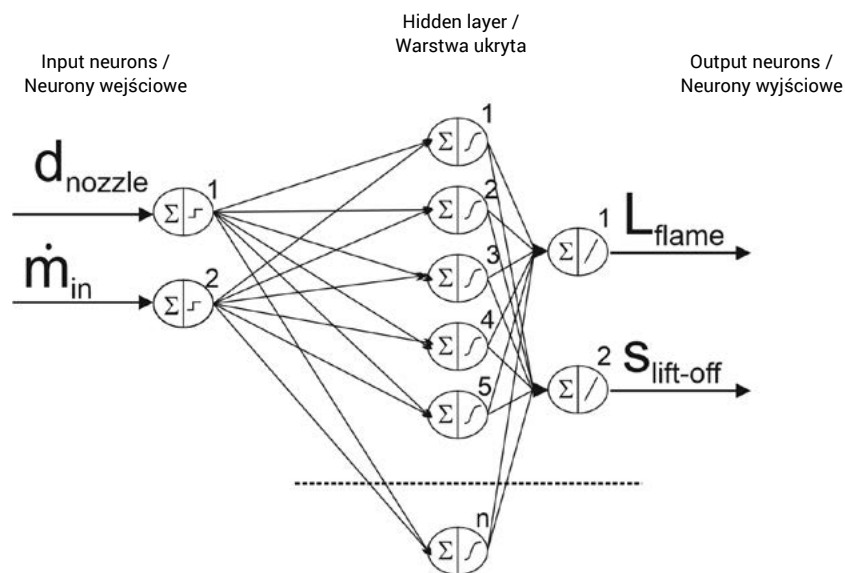 Hidden layer /
Warstwa ukryta
Input neurons /
Neurony wejściowe
Output neurons /
Neurony wyjściowe
d nozzle
ṁ in
1
2
1
2
3
4
5
n
1
2
L flame
s lift-off
Σ
Σ
Σ
Σ
Σ
Σ
Σ
Σ
Σ
Σ